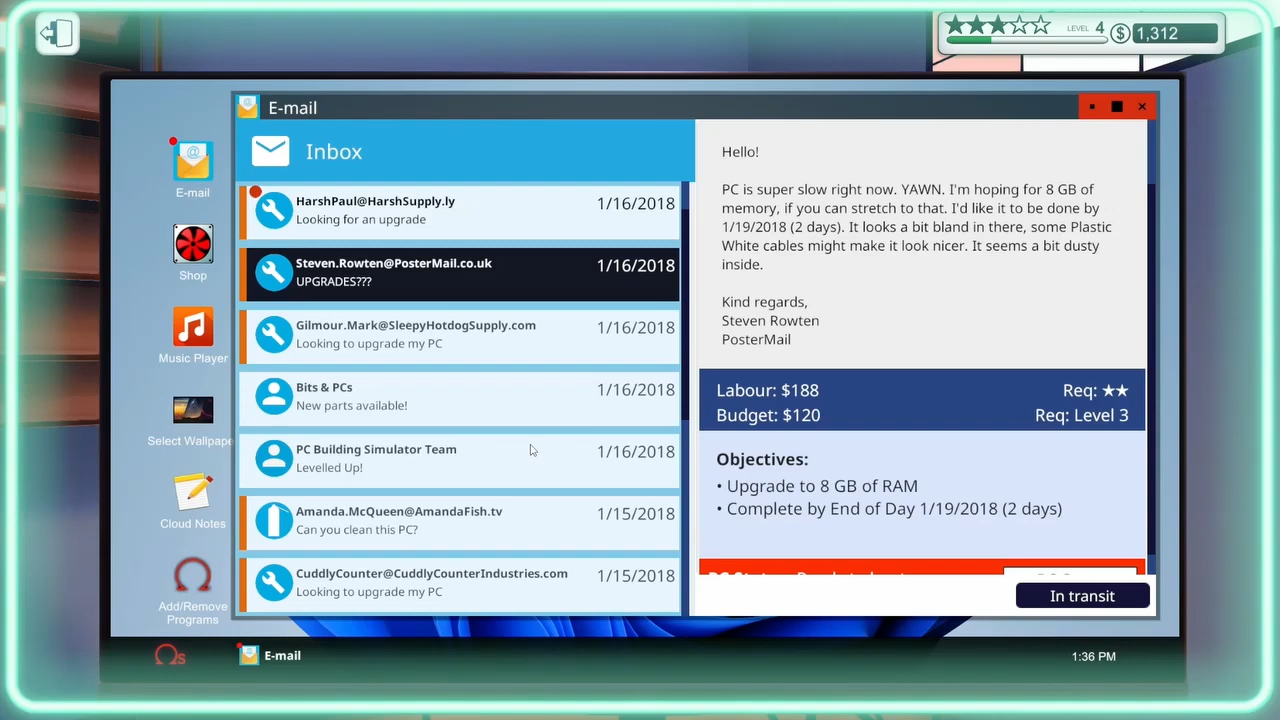 LEVEL 4
$ 1,312
E-mail
Inbox
E-mail
Shop
Music Player
Select Wallpape
Cloud Notes
Add/Remove
Programs
HarshPaul@HarshSupply.ly 1/16/2018
Looking for an upgrade
Steven.Rowten@PosterMail.co.uk 1/16/2018
UPGRADES???
Gilmour.Mark@SleepyHotdogSupply.com 1/16/2018
Looking to upgrade my PC
Bits & PCs 1/16/2018
New parts available!
PC Building Simulator Team 1/16/2018
Levelled Up!
Amanda.McQueen@AmandaFish.tv 1/15/2018
Can you clean this PC?
CuddlyCounter@CuddlyCounterIndustries.com 1/15/2018
Looking to upgrade my PC
Hello!
PC is super slow right now. YAWN. I'm hoping for 8 GB of
memory, if you can stretch to that. I'd like it to be done by
1/19/2018 (2 days). It looks a bit bland in there, some Plastic
White cables might make it look nicer. It seems a bit dusty
inside.
Kind regards,
Steven Rowten
PosterMail
Labour: $188 Req: ★★
Budget: $120 Req: Level 3
Objectives:
• Upgrade to 8 GB of RAM
• Complete by End of Day 1/19/2018 (2 days)
In transit
Ωs E-mail 1:36 PM